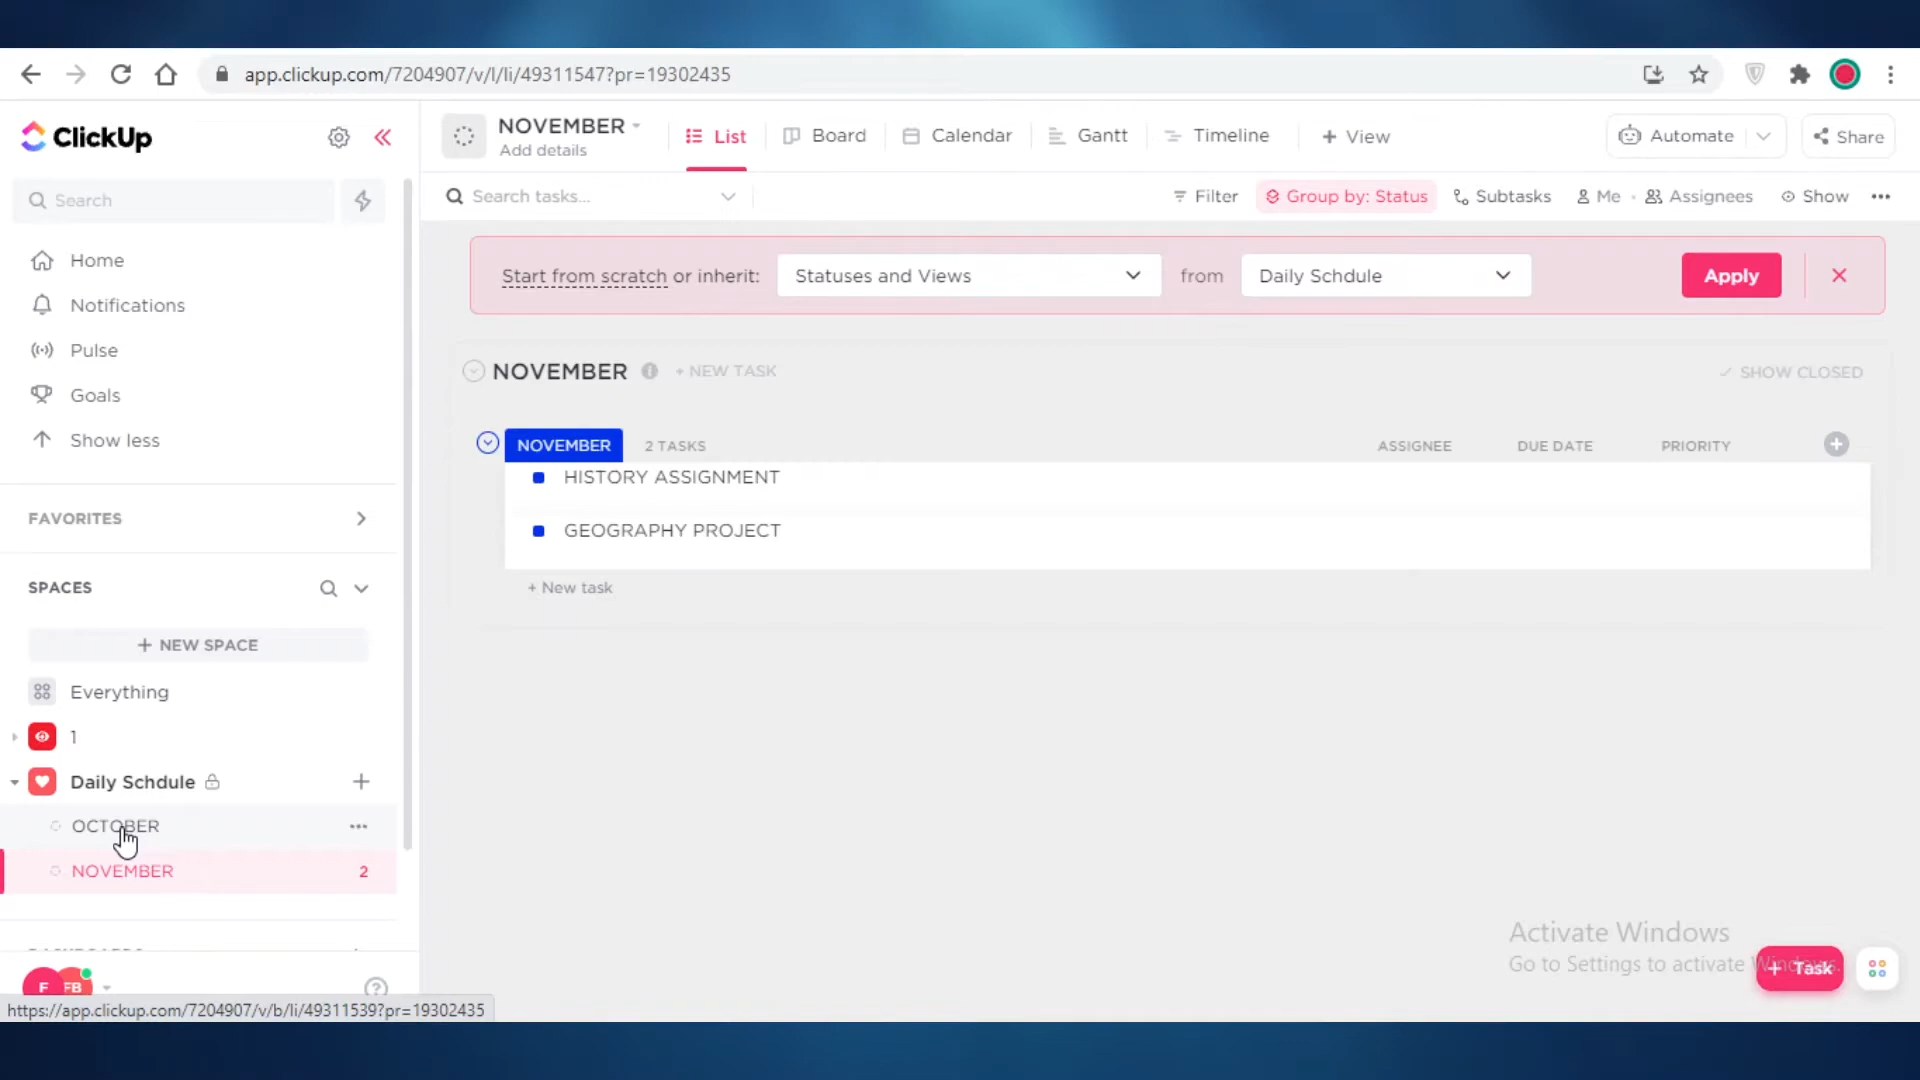 app.clickup.com/7204907/v/l/li/49311547?pr=19302435
ClickUp
NOVEMBER
Add details
List
Board
Calendar
Gantt
Timeline
+ View
Automate
Share
Search
Search tasks...
Filter
Group by: Status
Subtasks
Me
Assignees
Show
Home
Notifications
Pulse
Goals
Show less
Start from scratch or inherit:
Statuses and Views
from
Daily Schdule
Apply
NOVEMBER
+ NEW TASK
SHOW CLOSED
NOVEMBER
2 TASKS
ASSIGNEE
DUE DATE
PRIORITY
HISTORY ASSIGNMENT
GEOGRAPHY PROJECT
+ New task
FAVORITES
SPACES
+ NEW SPACE
Everything
1
Daily Schdule
OCTOBER
NOVEMBER
2
F
FB
Activate Windows
Go to Settings to activate Windows.
+ Task
https://app.clickup.com/7204907/v/b/li/49311539?pr=19302435